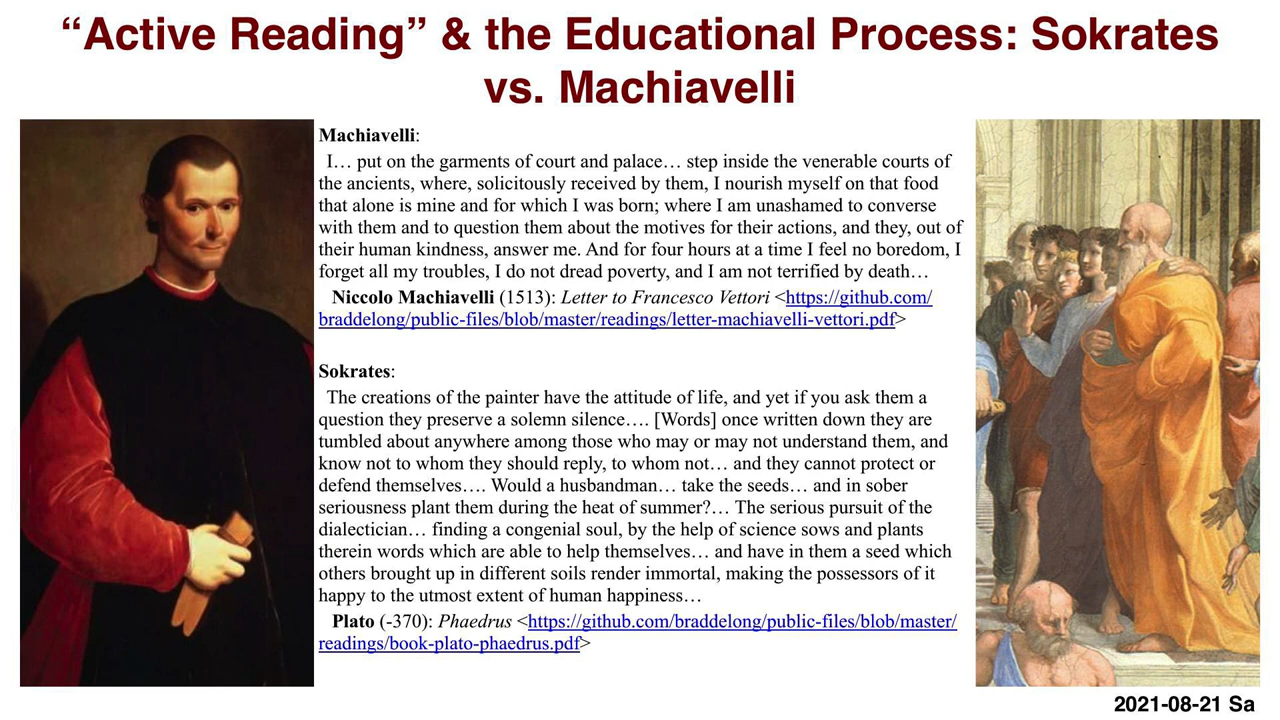 “Active Reading” & the Educational Process: Sokrates
vs. Machiavelli
Machiavelli:
I… put on the garments of court and palace… step inside the venerable courts of
the ancients, where, solicitously received by them, I nourish myself on that food
that alone is mine and for which I was born; where I am unashamed to converse
with them and to question them about the motives for their actions, and they, out of
their human kindness, answer me. And for four hours at a time I feel no boredom, I
forget all my troubles, I do not dread poverty, and I am not terrified by death…
Niccolo Machiavelli (1513): Letter to Francesco Vettori <https://github.com/
braddelong/public-files/blob/master/readings/letter-machiavelli-vettori.pdf>
Sokrates:
The creations of the painter have the attitude of life, and yet if you ask them a
question they preserve a solemn silence…. [Words] once written down they are
tumbled about anywhere among those who may or may not understand them, and
know not to whom they should reply, to whom not… and they cannot protect or
defend themselves…. Would a husbandman… take the seeds… and in sober
seriousness plant them during the heat of summer?… The serious pursuit of the
dialectician… finding a congenial soul, by the help of science sows and plants
therein words which are able to help themselves… and have in them a seed which
others brought up in different soils render immortal, making the possessors of it
happy to the utmost extent of human happiness…
Plato (-370): Phaedrus <https://github.com/braddelong/public-files/blob/master/
readings/book-plato-phaedrus.pdf>
2021-08-21 Sa